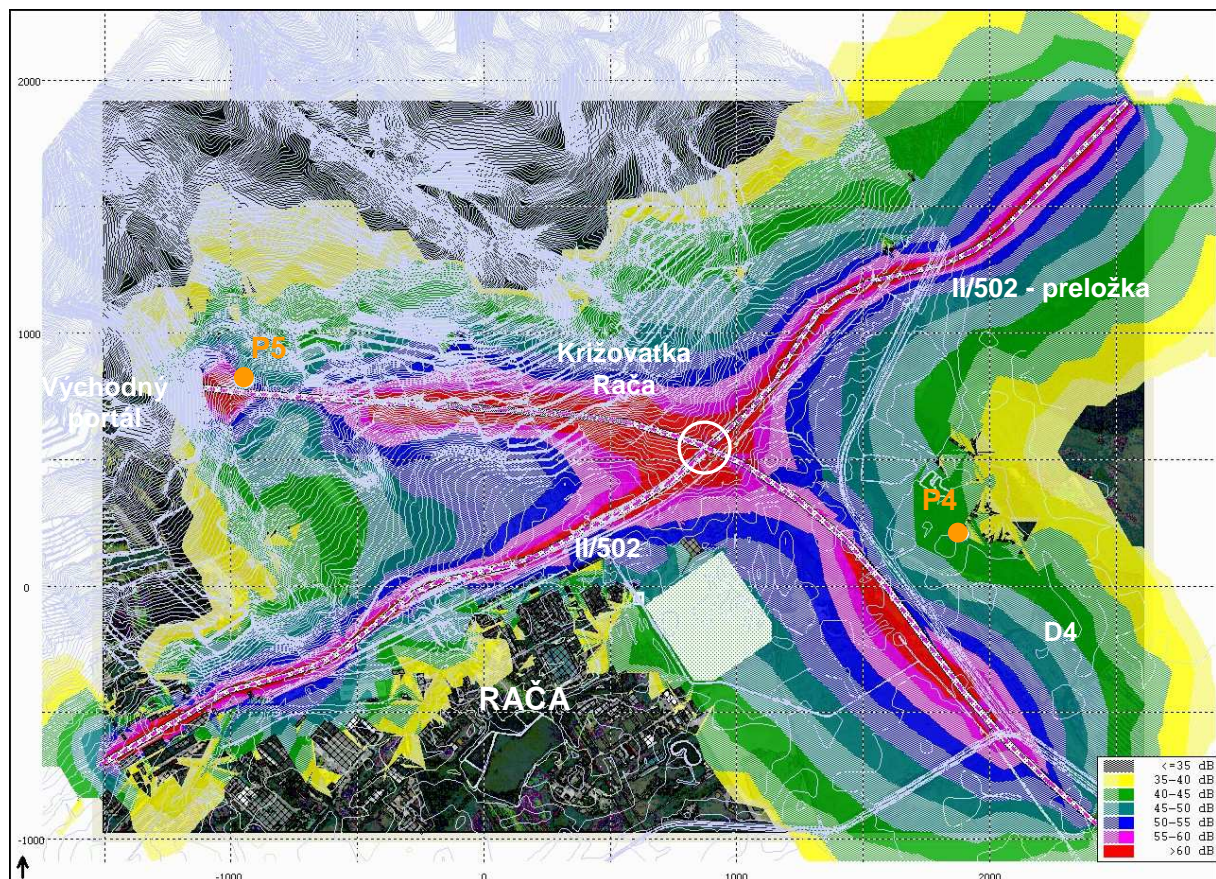 2000
II/502 - preložka
1000
P5
Križovatka
Rača
Východný
portál
P4
II/502
0
D4
RAČA
<=35 dB
35-40 dB
40-45 dB
45-50 dB
50-55 dB
55-60 dB
>60 dB
-1000
-1000
0
1000
2000